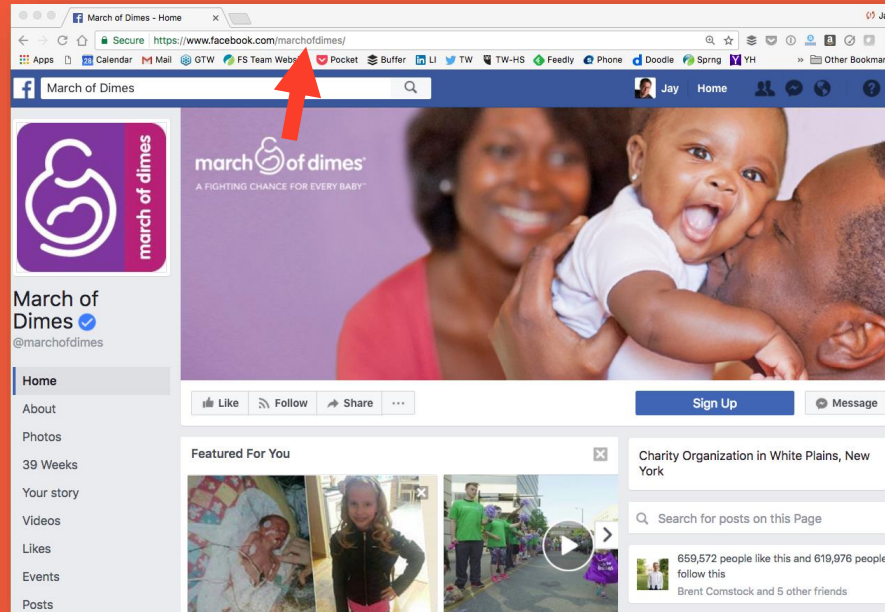 March of Dimes - Home
Ja
Secure https://www.facebook.com/marchofdimes/
Apps 28 Calendar M Mail GTW FS Team Website Pocket Buffer LI TW TW-HS Feedly Phone Doodle Sprng YH » Other Bookmar
March of Dimes
Jay Home
march of dimes
march of dimes
A FIGHTING CHANCE FOR EVERY BABY™
March of
Dimes
@marchofdimes
Home
About
Photos
39 Weeks
Your story
Videos
Likes
Events
Posts
Like Follow Share ...
Sign Up
Message
Featured For You
Charity Organization in White Plains, New
York
Search for posts on this Page
659,572 people like this and 619,976 people
follow this
Brent Comstock and 5 other friends